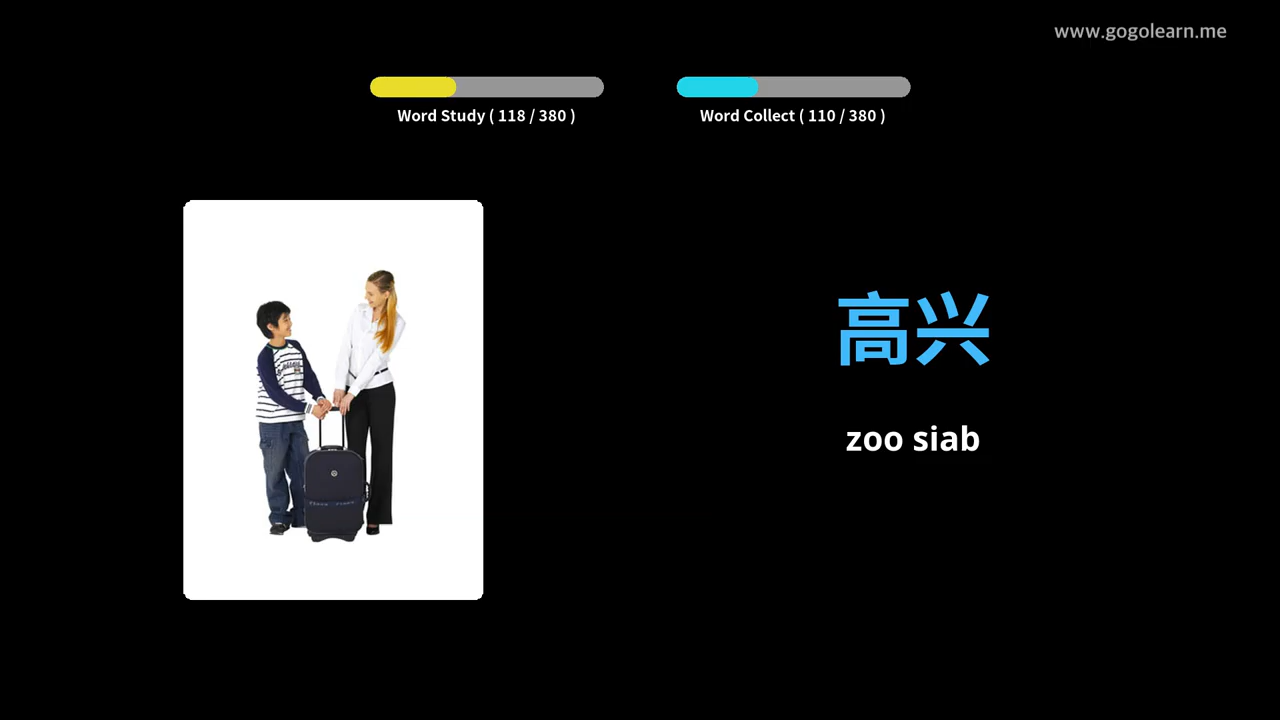 www.gogolearn.me
Word Study ( 118 / 380 )
Word Collect ( 110 / 380 )
高兴
zoo siab